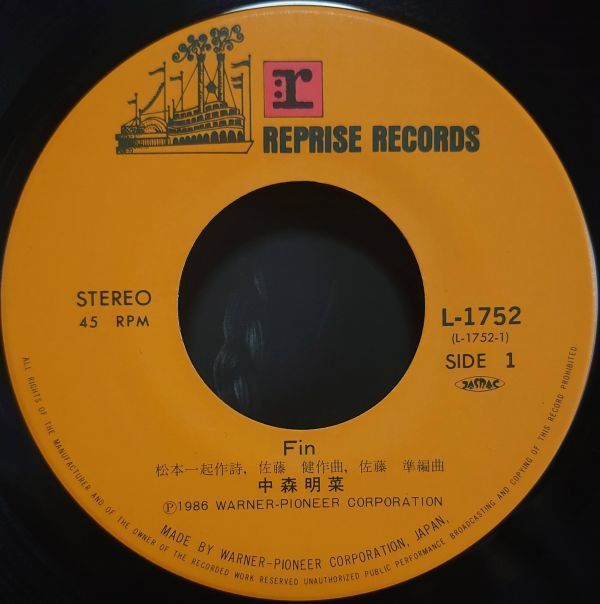 r
REPRISE RECORDS
STEREO
45 RPM
L-1752
(L-1752-1)
SIDE 1
JASRAC
Fin
松本一起作詩, 佐藤 健作曲, 佐藤 準編曲
中森明菜
Ⓟ1986 WARNER-PIONEER CORPORATION
MADE BY WARNER-PIONEER CORPORATION, JAPAN,
ALL RIGHTS OF THE MANUFACTURER AND OF THE OWNER OF THE RECORDED WORK RESERVED UNAUTHORIZED PUBLIC PERFORMANCE BROADCASTING AND COPYING OF THIS RECORD PROHIBITED